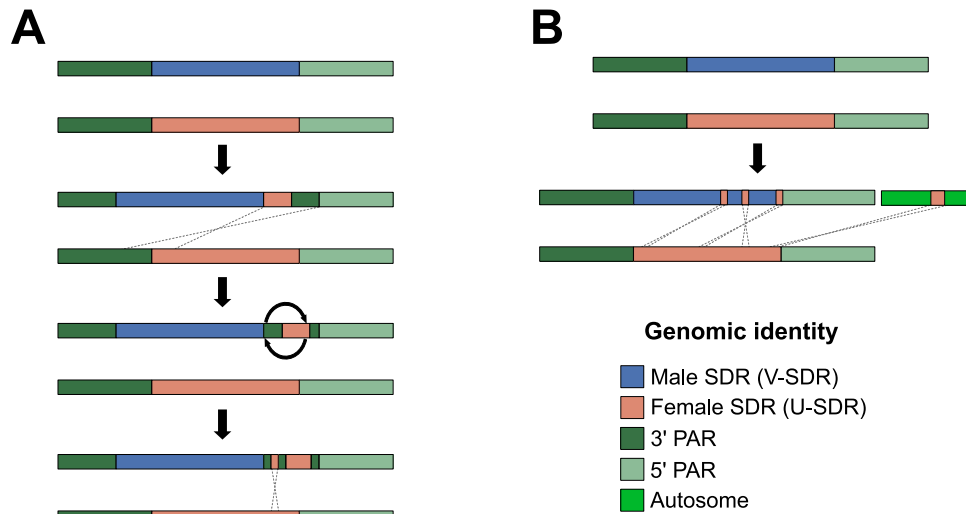 A
B
Genomic identity
Male SDR (V-SDR)
Female SDR (U-SDR)
3' PAR
5' PAR
Autosome